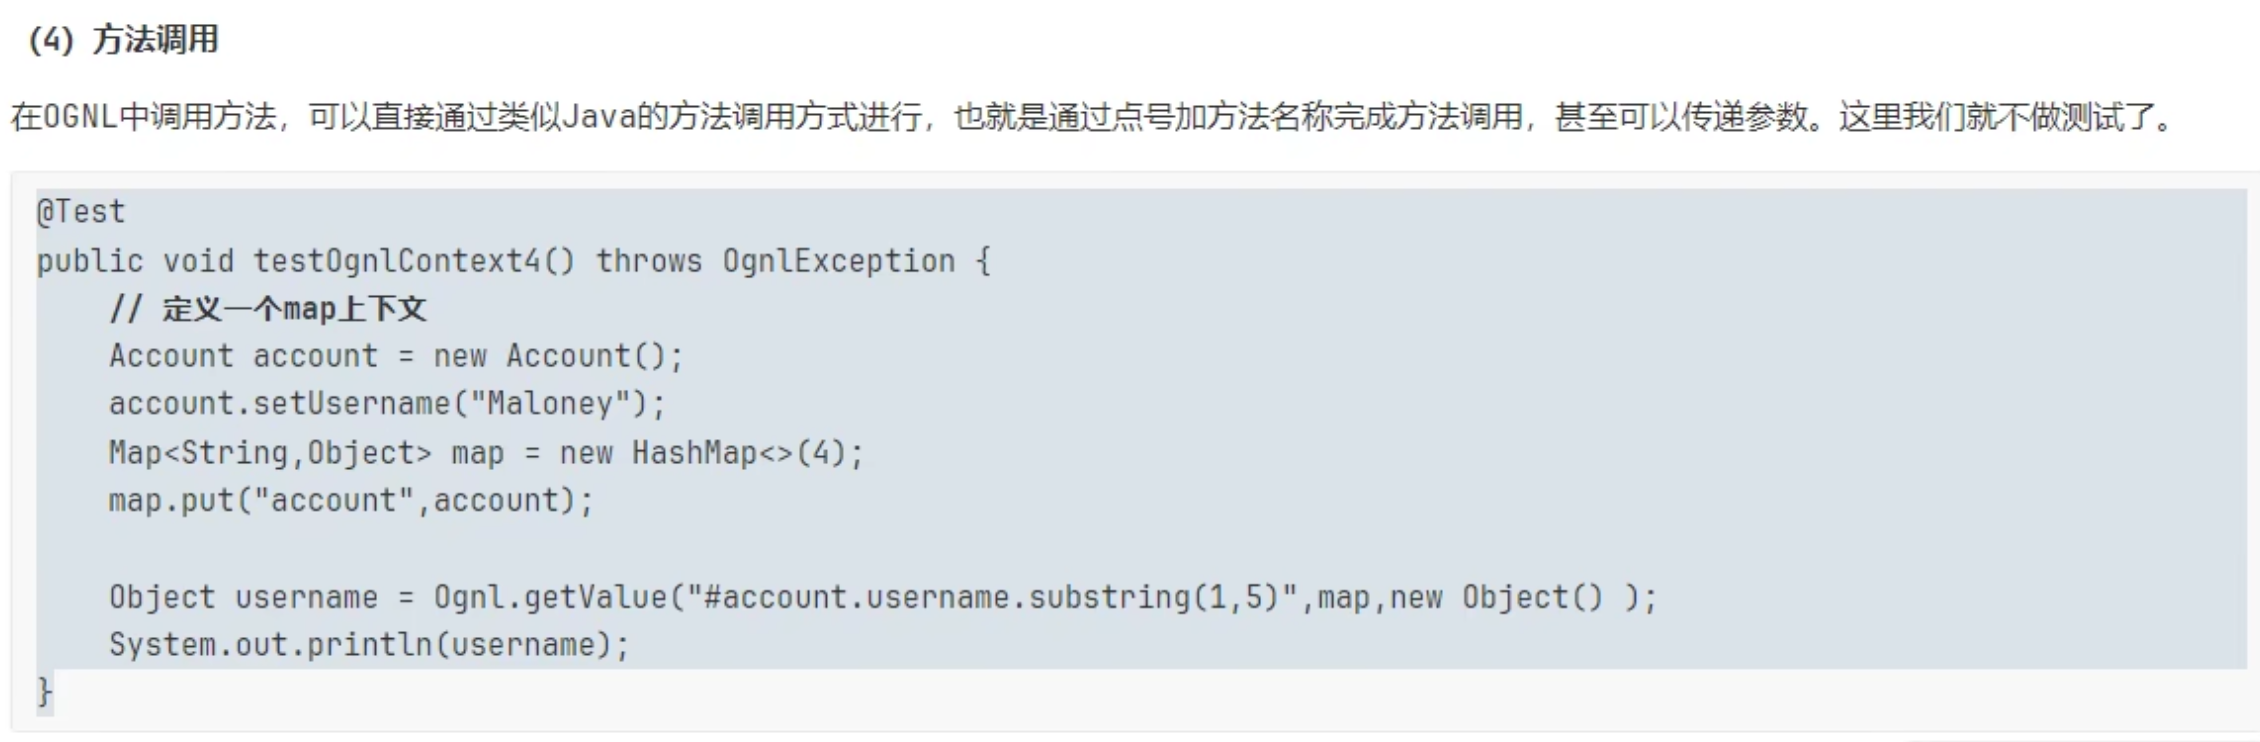 （4）方法调用
在OGNL中调用方法，可以直接通过类似Java的方法调用方式进行，也就是通过点号加方法名称完成方法调用，甚至可以传递参数。这里我们就不做测试了。
@Test
public void testOgnlContext4() throws OgnlException {
    // 定义一个map上下文
    Account account = new Account();
    account.setUsername("Maloney");
    Map<String,Object> map = new HashMap<>(4);
    map.put("account",account);
    Object username = Ognl.getValue("#account.username.substring(1,5)",map,new Object() );
    System.out.println(username);
}